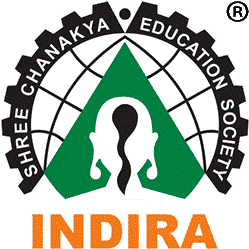 ®
SHREE CHANAKYA EDUCATION SOCIETY
INDIRA